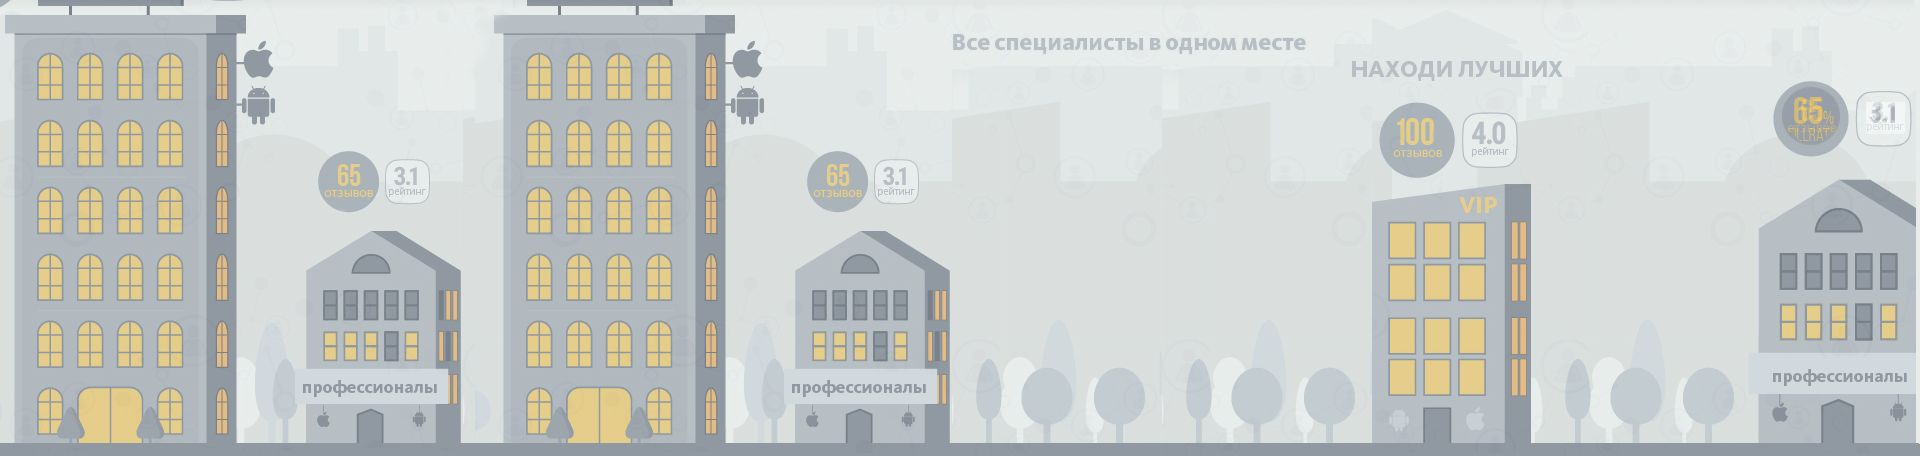 Все специалисты в одном месте
НАХОДИ ЛУЧШИХ
65
ОТЗЫВОВ
3.1
рейтинг
65
ОТЗЫВОВ
3.1
рейтинг
100
ОТЗЫВОВ
4.0
рейтинг
65%
3.1
рейтинг
VIP
профессионалы
профессионалы
профессионалы